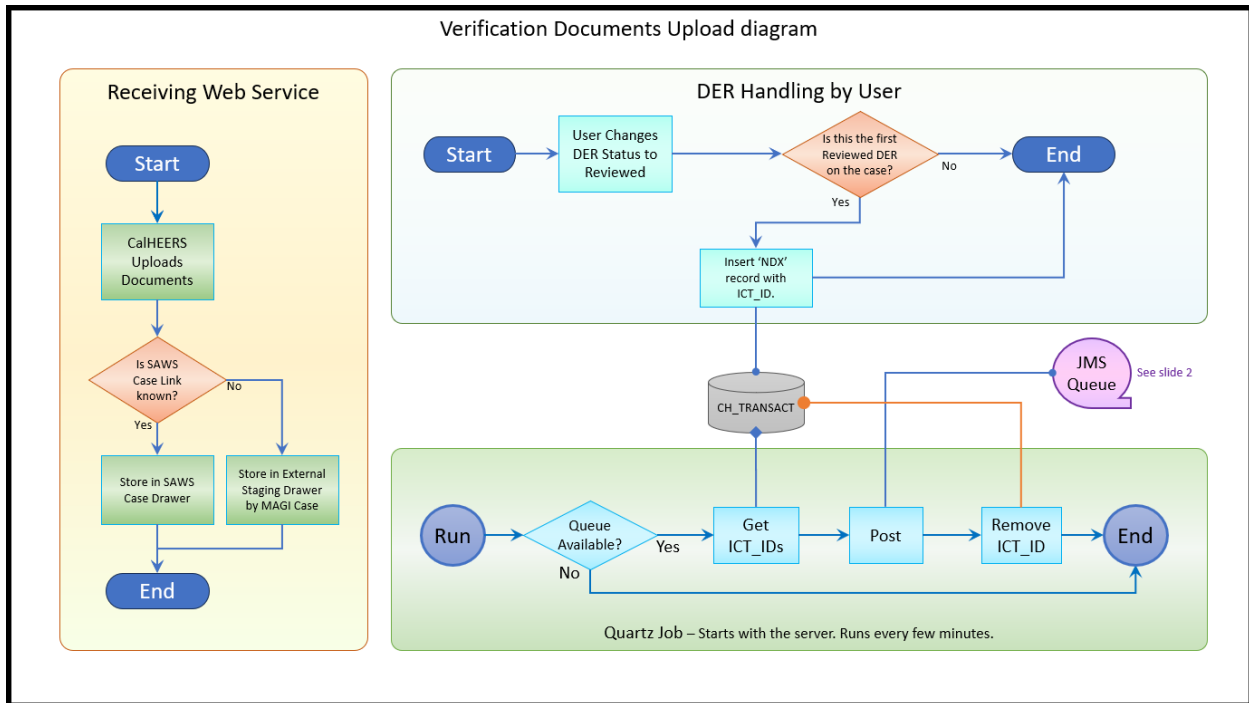 Verification Documents Upload diagram
Receiving Web Service
Start
CalHEERS
Uploads
Documents
Is SAWS
Case Link
known?
No
Yes
Store in SAWS
Case Drawer
Store in External
Staging Drawer
by MAGI Case
End
DER Handling by User
Start
User Changes
DER Status to
Reviewed
Is this the first
Reviewed DER
on the case?
No
End
Yes
Insert ‘NDX’
record with
ICT_ID.
CH_TRANSACT
JMS
Queue
See slide 2
Run
Queue
Available?
Yes
No
Get
ICT_IDs
Post
Remove
ICT_ID
End
Quartz Job – Starts with the server. Runs every few minutes.